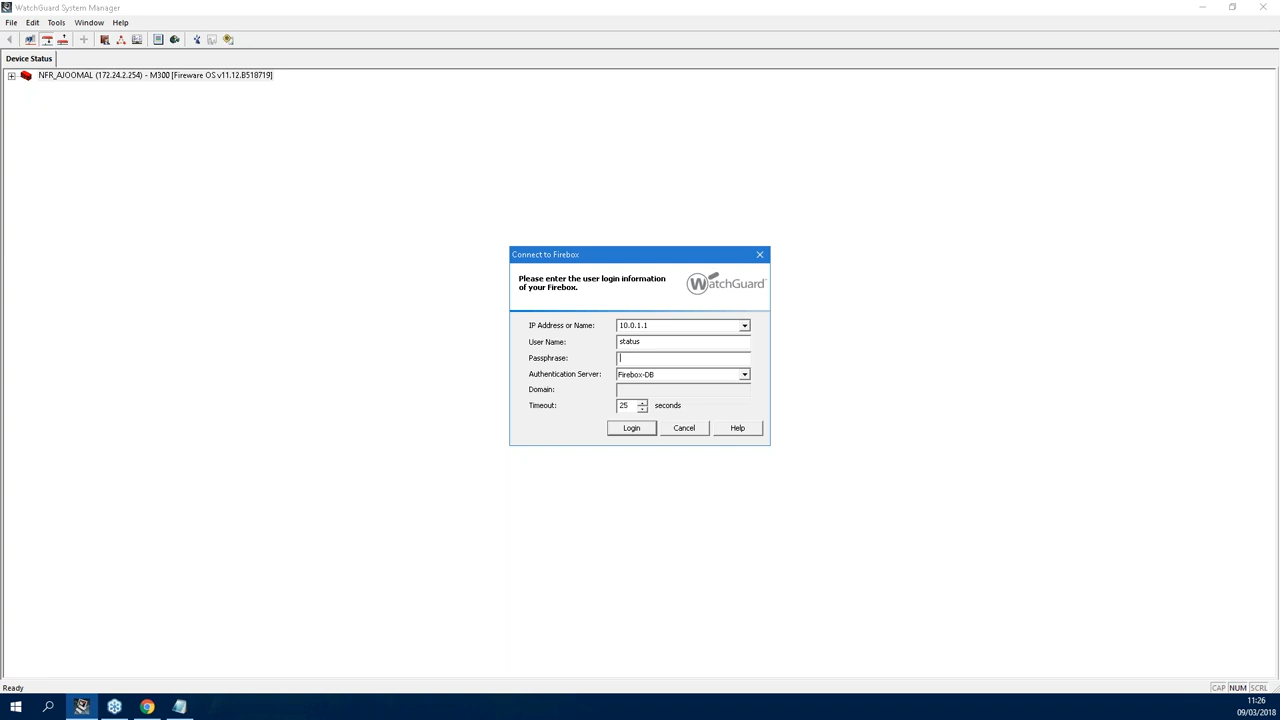 WatchGuard System Manager
File Edit Tools Window Help
Device Status
NFR_AJOOMAL (172.24.2.254) - M300 [Fireware OS v11.12.B518719]
Connect to Firebox
Please enter the user login information
of your Firebox.
WatchGuard
IP Address or Name: 10.0.1.1
User Name: status
Passphrase:
Authentication Server: Firebox-DB
Domain:
Timeout: 25 seconds
Login Cancel Help
Ready
CAP NUM SCRL
11:26
09/03/2018